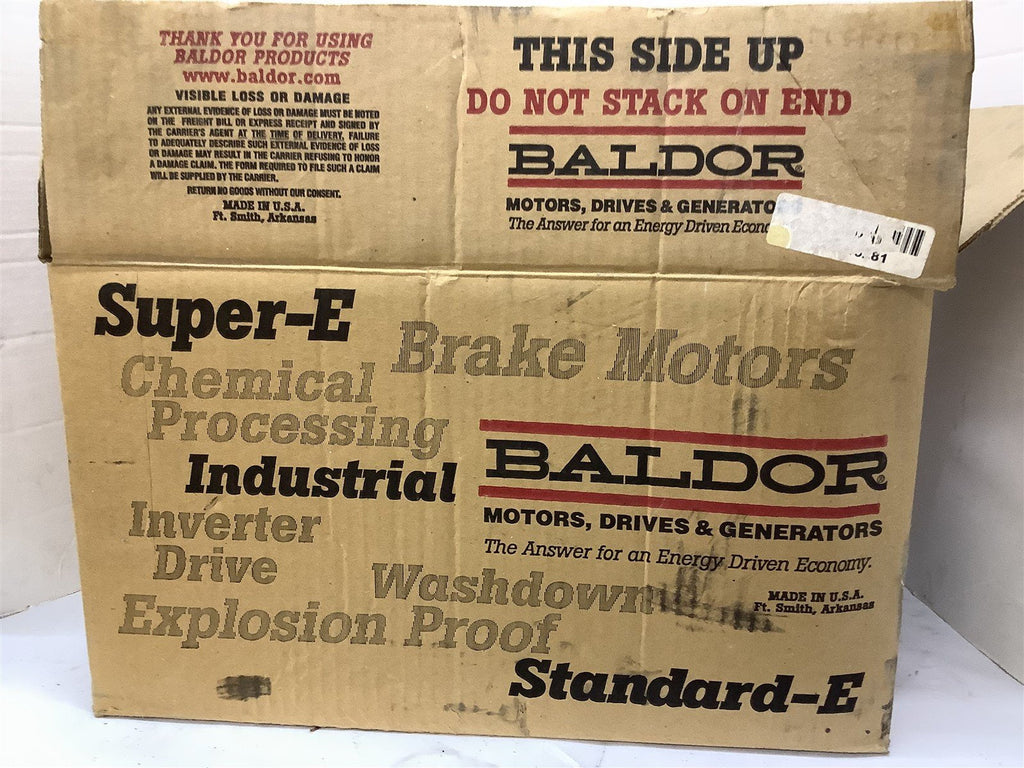 THANK YOU FOR USING
BALDOR PRODUCTS
www.baldor.com
VISIBLE LOSS OR DAMAGE
ANY EXTERNAL EVIDENCE OF LOSS OR DAMAGE MUST BE NOTED
ON THE FREIGHT BILL OR EXPRESS RECEIPT AND SIGNED BY
THE CARRIER'S AGENT AT THE TIME OF DELIVERY. FAILURE
TO ADEQUATELY DESCRIBE SUCH EXTERNAL EVIDENCE OF LOSS
OR DAMAGE MAY RESULT IN THE CARRIER REFUSING TO HONOR
A DAMAGE CLAIM. THE FORM REQUIRED TO FILE SUCH A CLAIM
WILL BE SUPPLIED BY THE CARRIER.
RETURN NO GOODS WITHOUT OUR CONSENT.
MADE IN U.S.A.
Ft. Smith, Arkansas
THIS SIDE UP
DO NOT STACK ON END
BALDOR
MOTORS, DRIVES & GENERATO
The Answer for an Energy Driven Econo
81
Super-E
Brake Motors
Chemical
Processing
Industrial
Inverter
Drive
Washdown
Explosion Proof
Standard-E
BALDOR®
MOTORS, DRIVES & GENERATORS
The Answer for an Energy Driven Economy.
MADE IN U.S.A.
Ft. Smith, Arkansas